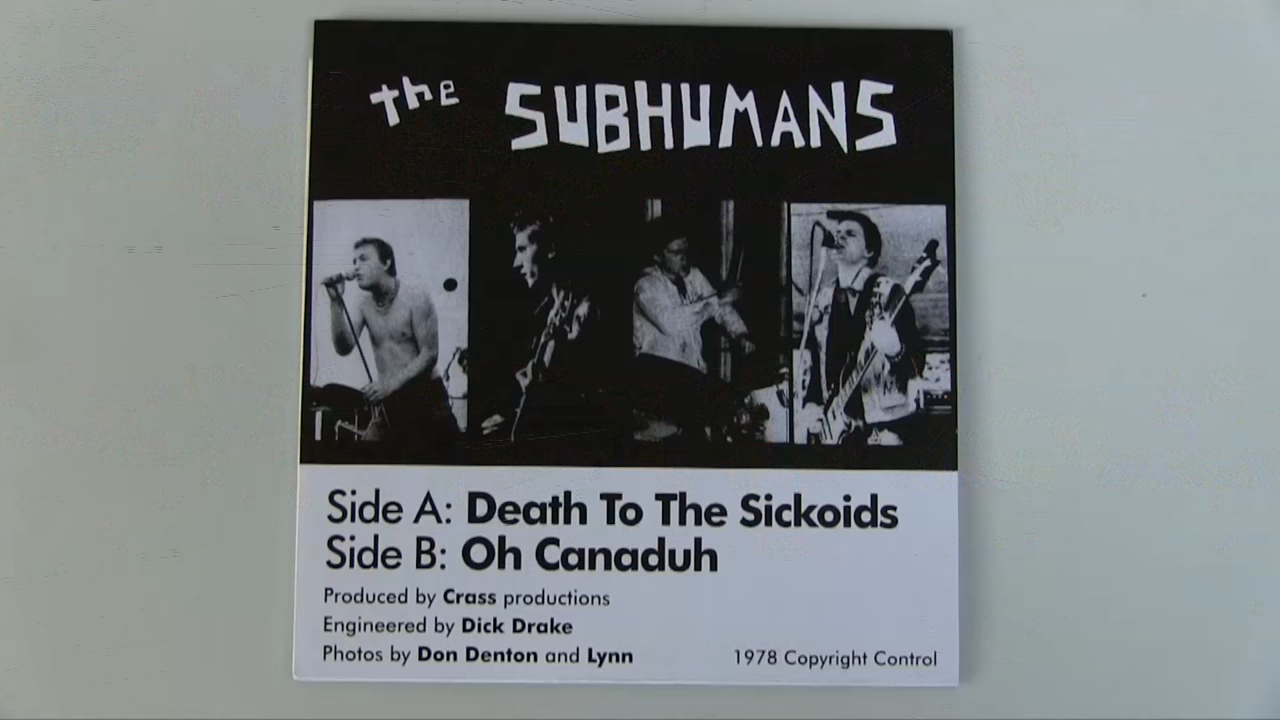 the SUBHUMANS
Side A: Death To The Sickoids
Side B: Oh Canaduh
Produced by Crass productions
Engineered by Dick Drake
Photos by Don Denton and Lynn
1978 Copyright Control